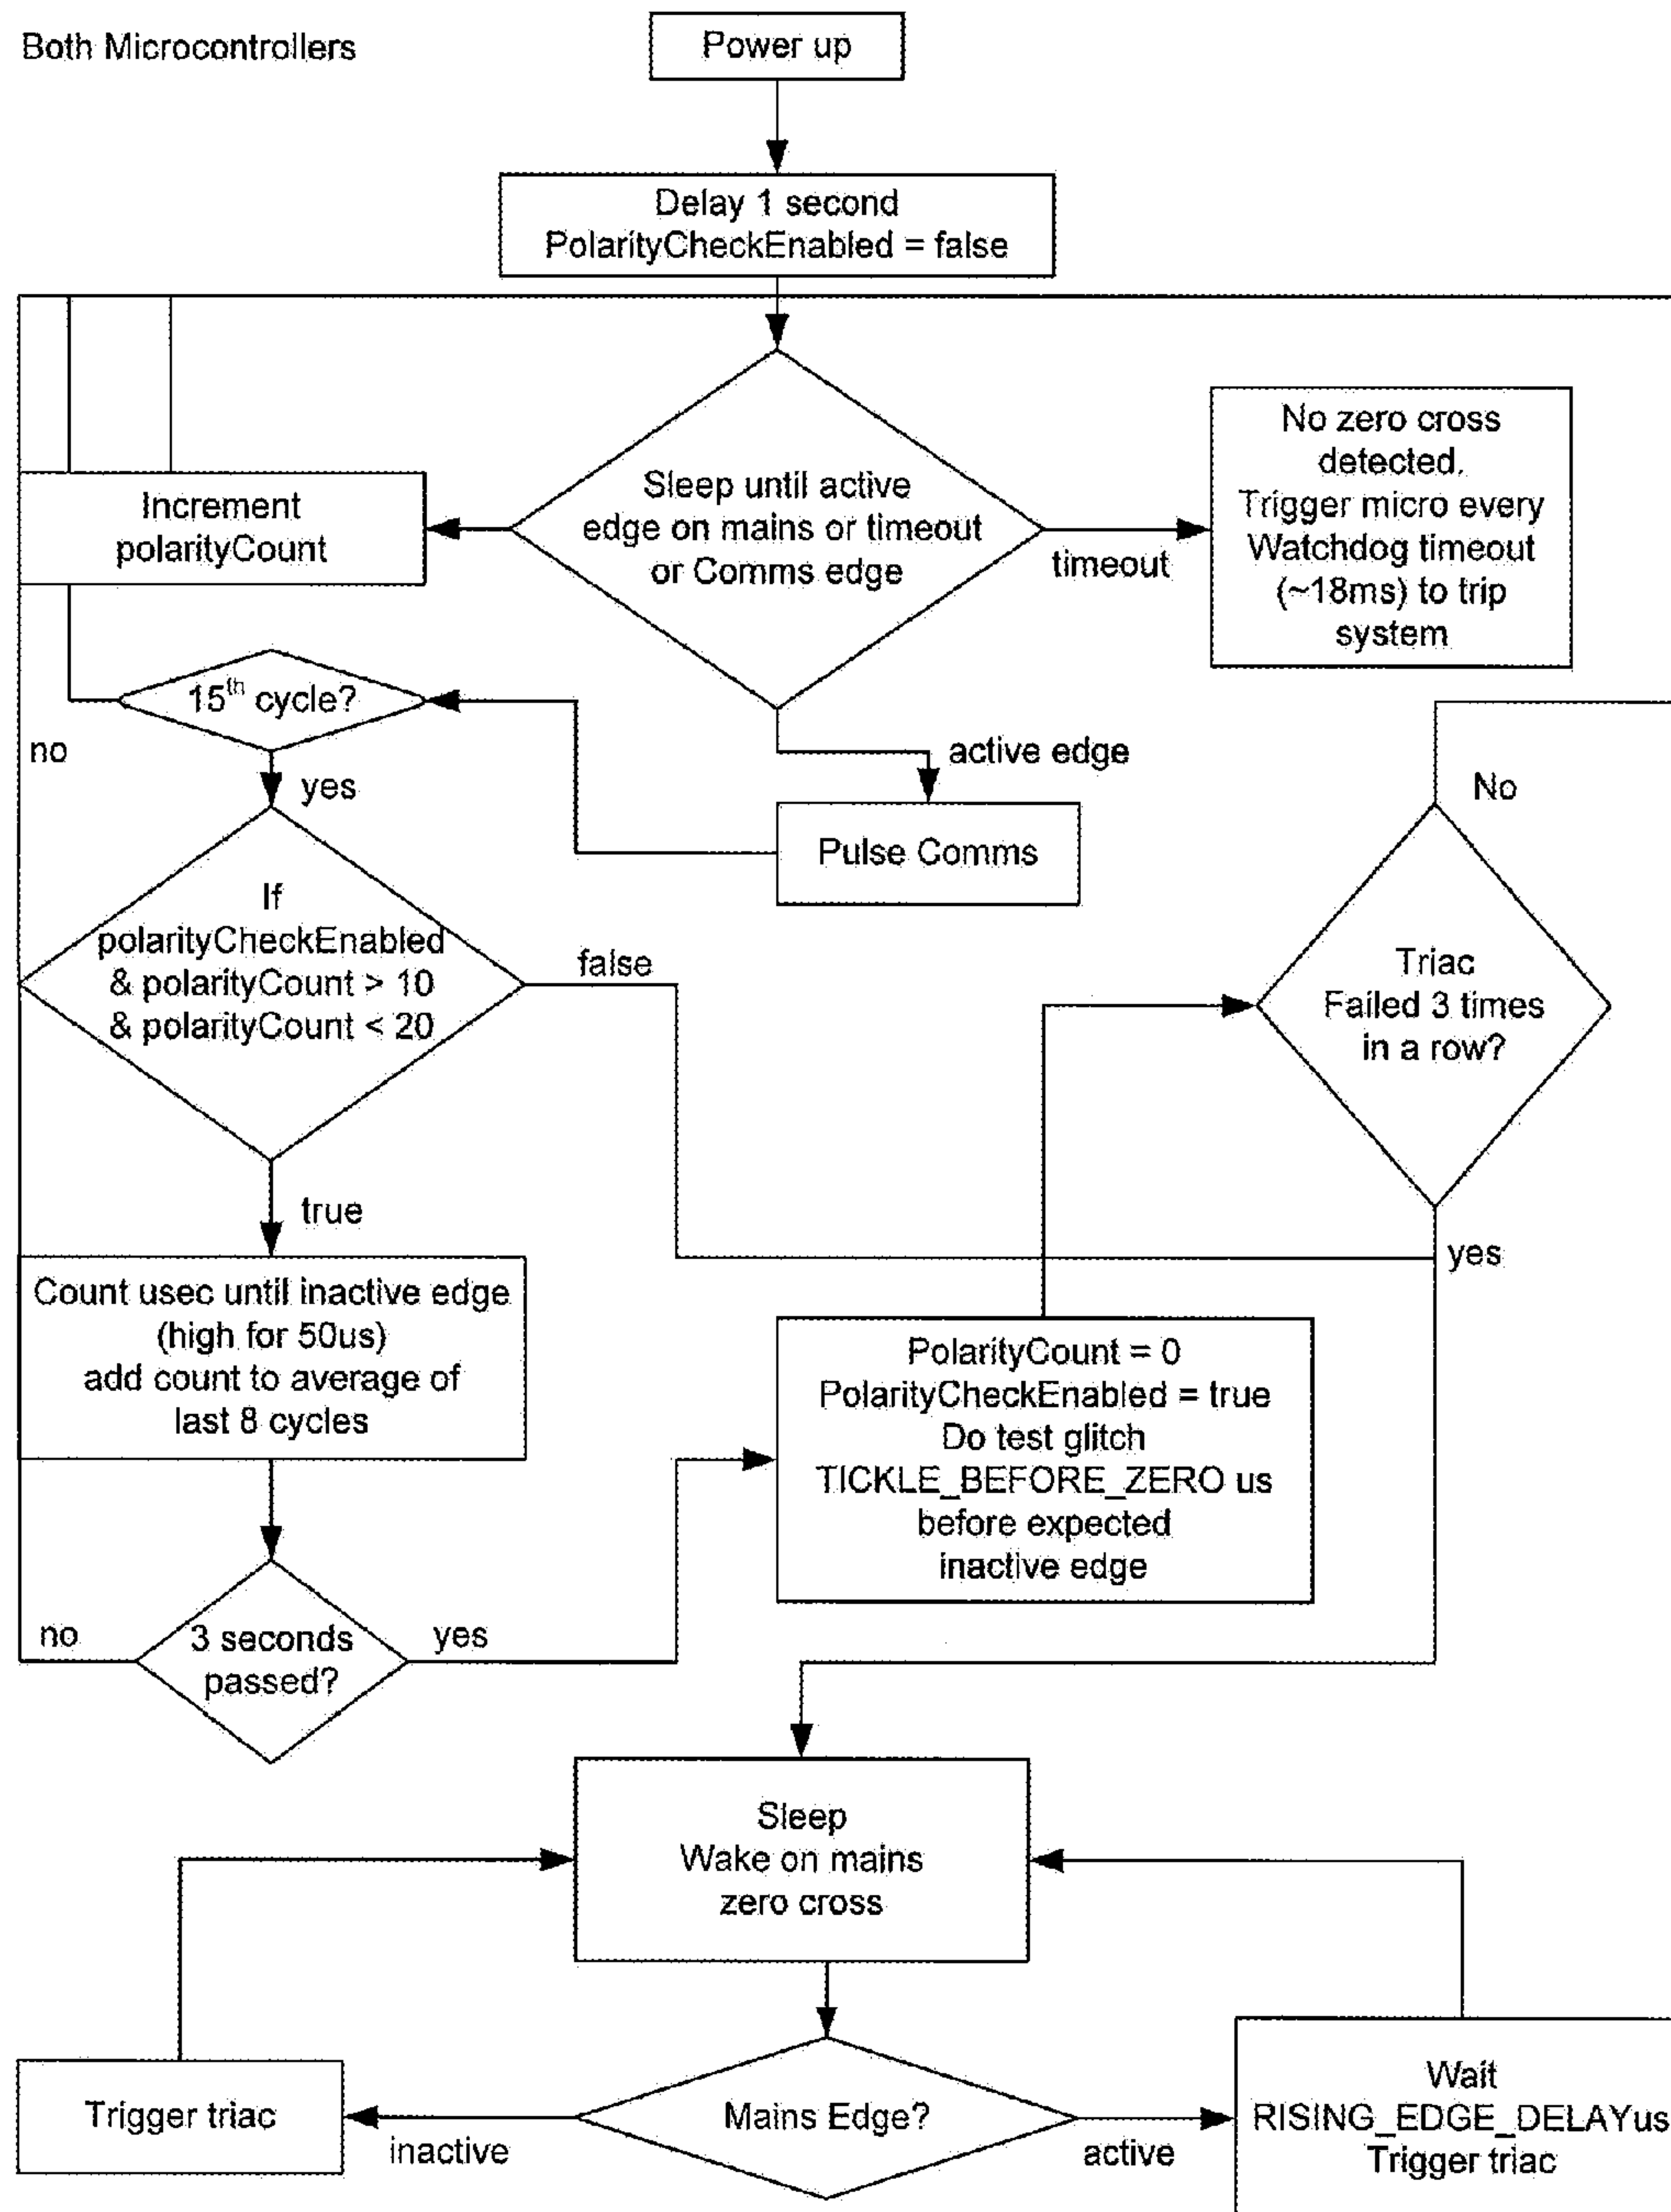 Both Microcontrollers
Power up
Delay 1 second
PolarityCheckEnabled = false
Sleep until active
edge on mains or timeout
or Comms edge
timeout
No zero cross
detected.
Trigger micro every
Watchdog timeout
(~18ms) to trip
system
Increment
polarityCount
15th cycle?
no
yes
active edge
Pulse Comms
If
polarityCheckEnabled
& polarityCount > 10
& polarityCount < 20
false
true
No
Triac
Failed 3 times
in a row?
yes
Count usec until inactive edge
(high for 50us)
add count to average of
last 8 cycles
PolarityCount = 0
PolarityCheckEnabled = true
Do test glitch
TICKLE_BEFORE_ZERO us
before expected
inactive edge
no
3 seconds
passed?
yes
Sleep
Wake on mains
zero cross
Trigger triac
inactive
Mains Edge?
active
Wait
RISING_EDGE_DELAYus
Trigger triac